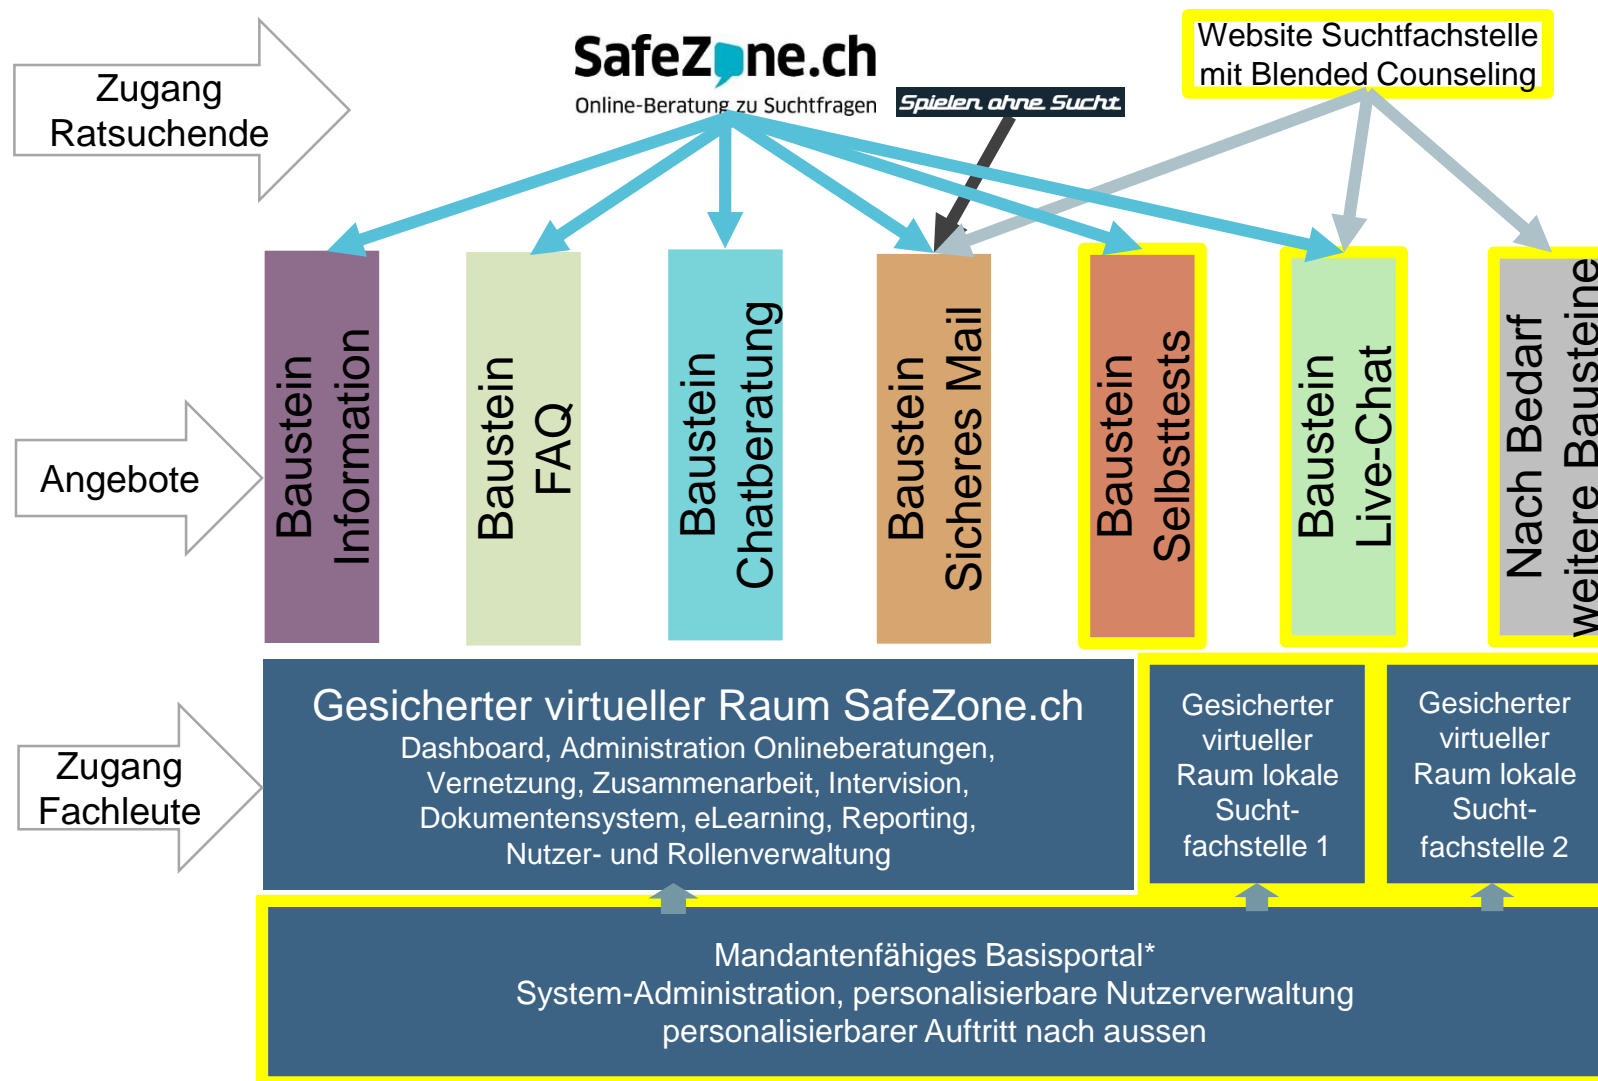 Zugang
Ratsuchende
SafeZone.ch
Online-Beratung zu Suchtfragen
Spielen ohne Sucht
Website Suchtfachstelle
mit Blended Counseling
Angebote
Baustein
Information
Baustein
FAQ
Baustein
Chatberatung
Baustein
Sicheres Mail
Baustein
Selbsttests
Baustein
Live-Chat
Nach Bedarf
weitere Bausteine
Zugang
Fachleute
Gesicherter virtueller Raum SafeZone.ch
Dashboard, Administration Onlineberatungen,
Vernetzung, Zusammenarbeit, Intervision,
Dokumentensystem, eLearning, Reporting,
Nutzer- und Rollenverwaltung
Gesicherter
virtueller
Raum lokale
Sucht-
fachstelle 1
Gesicherter
virtueller
Raum lokale
Sucht-
fachstelle 2
Mandantenfähiges Basisportal*
System-Administration, personalisierbare Nutzerverwaltung
personalisierbarer Auftritt nach aussen